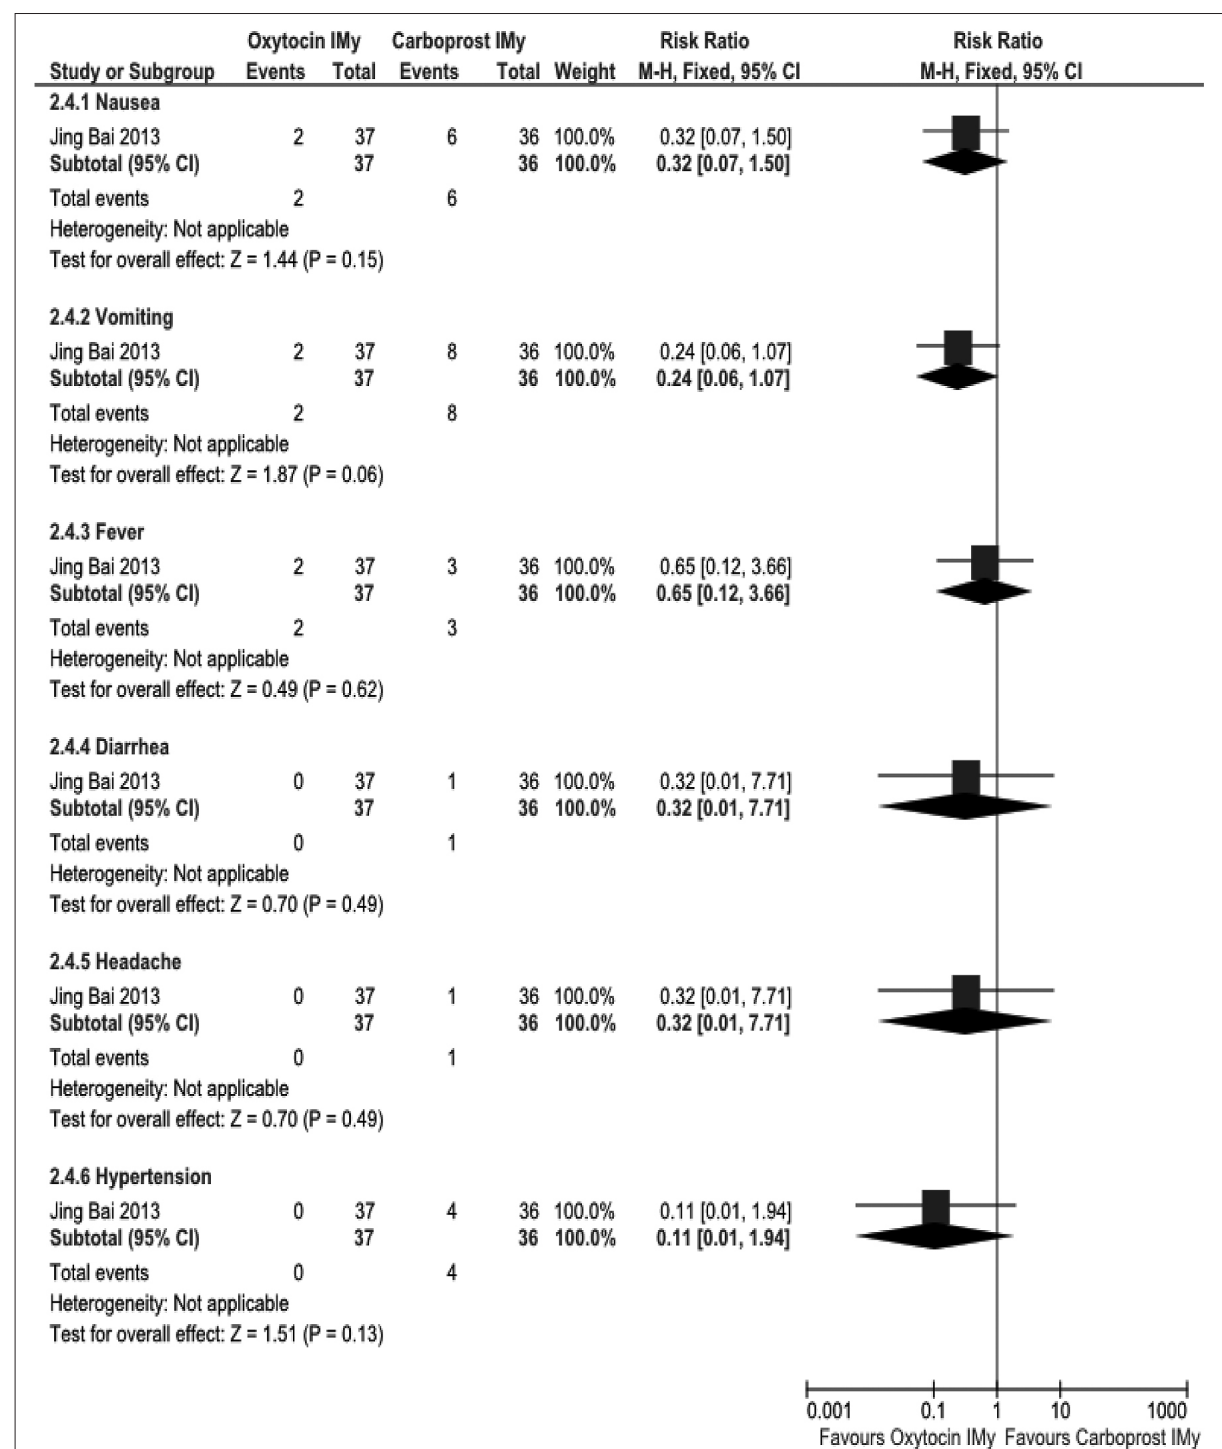 Oxytocin IMy Carboprost IMy Risk Ratio Risk Ratio
Study or Subgroup Events Total Events Total Weight M-H, Fixed, 95% CI M-H, Fixed, 95% CI
2.4.1 Nausea
Jing Bai 2013 2 37 6 36 100.0% 0.32 [0.07, 1.50]
Subtotal (95% CI) 37 36 100.0% 0.32 [0.07, 1.50]
Total events 2 6
Heterogeneity: Not applicable
Test for overall effect: Z = 1.44 (P = 0.15)
2.4.2 Vomiting
Jing Bai 2013 2 37 8 36 100.0% 0.24 [0.06, 1.07]
Subtotal (95% CI) 37 36 100.0% 0.24 [0.06, 1.07]
Total events 2 8
Heterogeneity: Not applicable
Test for overall effect: Z = 1.87 (P = 0.06)
2.4.3 Fever
Jing Bai 2013 2 37 3 36 100.0% 0.65 [0.12, 3.66]
Subtotal (95% CI) 37 36 100.0% 0.65 [0.12, 3.66]
Total events 2 3
Heterogeneity: Not applicable
Test for overall effect: Z = 0.49 (P = 0.62)
2.4.4 Diarrhea
Jing Bai 2013 0 37 1 36 100.0% 0.32 [0.01, 7.71]
Subtotal (95% CI) 37 36 100.0% 0.32 [0.01, 7.71]
Total events 0 1
Heterogeneity: Not applicable
Test for overall effect: Z = 0.70 (P = 0.49)
2.4.5 Headache
Jing Bai 2013 0 37 1 36 100.0% 0.32 [0.01, 7.71]
Subtotal (95% CI) 37 36 100.0% 0.32 [0.01, 7.71]
Total events 0 1
Heterogeneity: Not applicable
Test for overall effect: Z = 0.70 (P = 0.49)
2.4.6 Hypertension
Jing Bai 2013 0 37 4 36 100.0% 0.11 [0.01, 1.94]
Subtotal (95% CI) 37 36 100.0% 0.11 [0.01, 1.94]
Total events 0 4
Heterogeneity: Not applicable
Test for overall effect: Z = 1.51 (P = 0.13)
0.001 0.1 1 10 1000
Favours Oxytocin IMy Favours Carboprost IMy